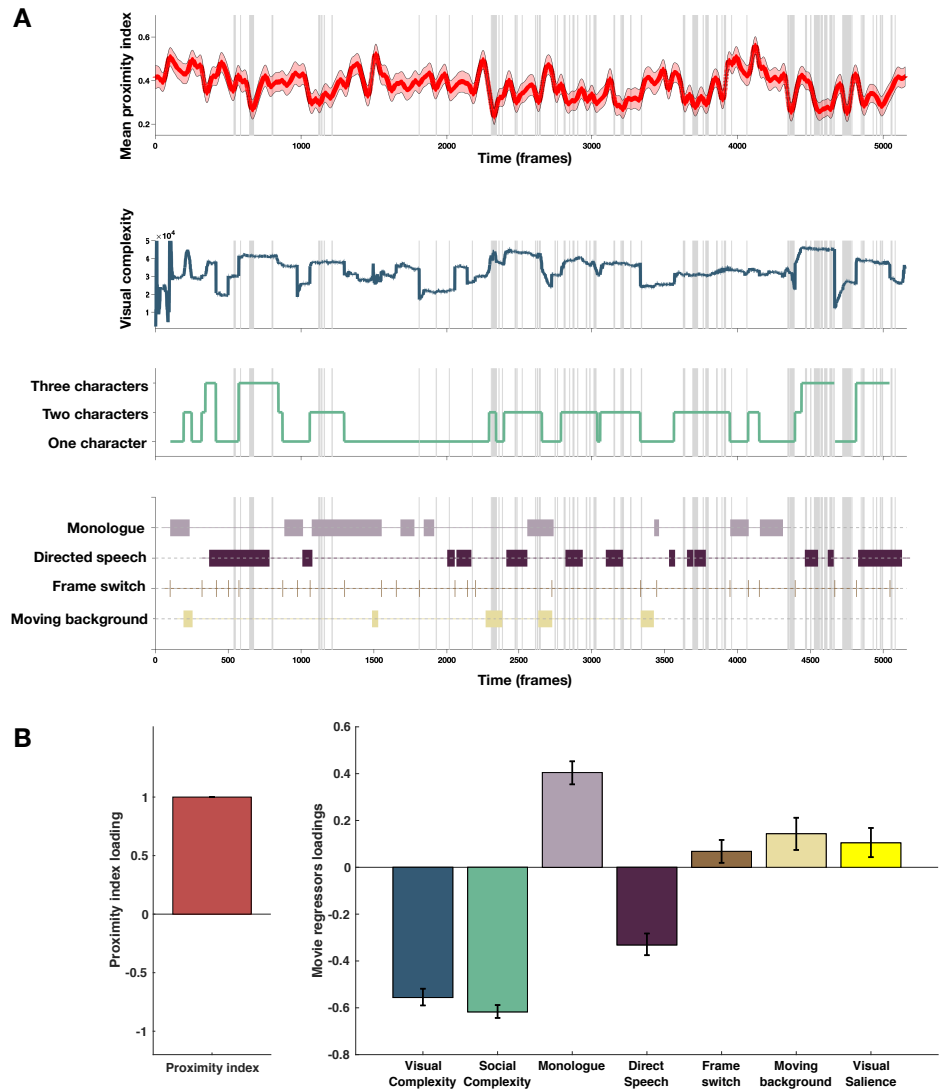 A
Mean proximity index
0.6
0.4
0.2
0 1000 2000 3000 4000 5000
Time (frames)
Visual complexity
×10⁴
5
4
3
2
1
Three characters
Two characters
One character
Monologue
Directed speech
Frame switch
Moving background
0 500 1000 1500 2000 2500 3000 3500 4000 4500 5000
Time (frames)
B
Proximity index loading
1
0.5
0
-0.5
-1
Proximity index
Movie regressors loadings
0.6
0.4
0.2
0
-0.2
-0.4
-0.6
-0.8
Visual Complexity
Social Complexity
Monologue
Direct Speech
Frame switch
Moving background
Visual Salience